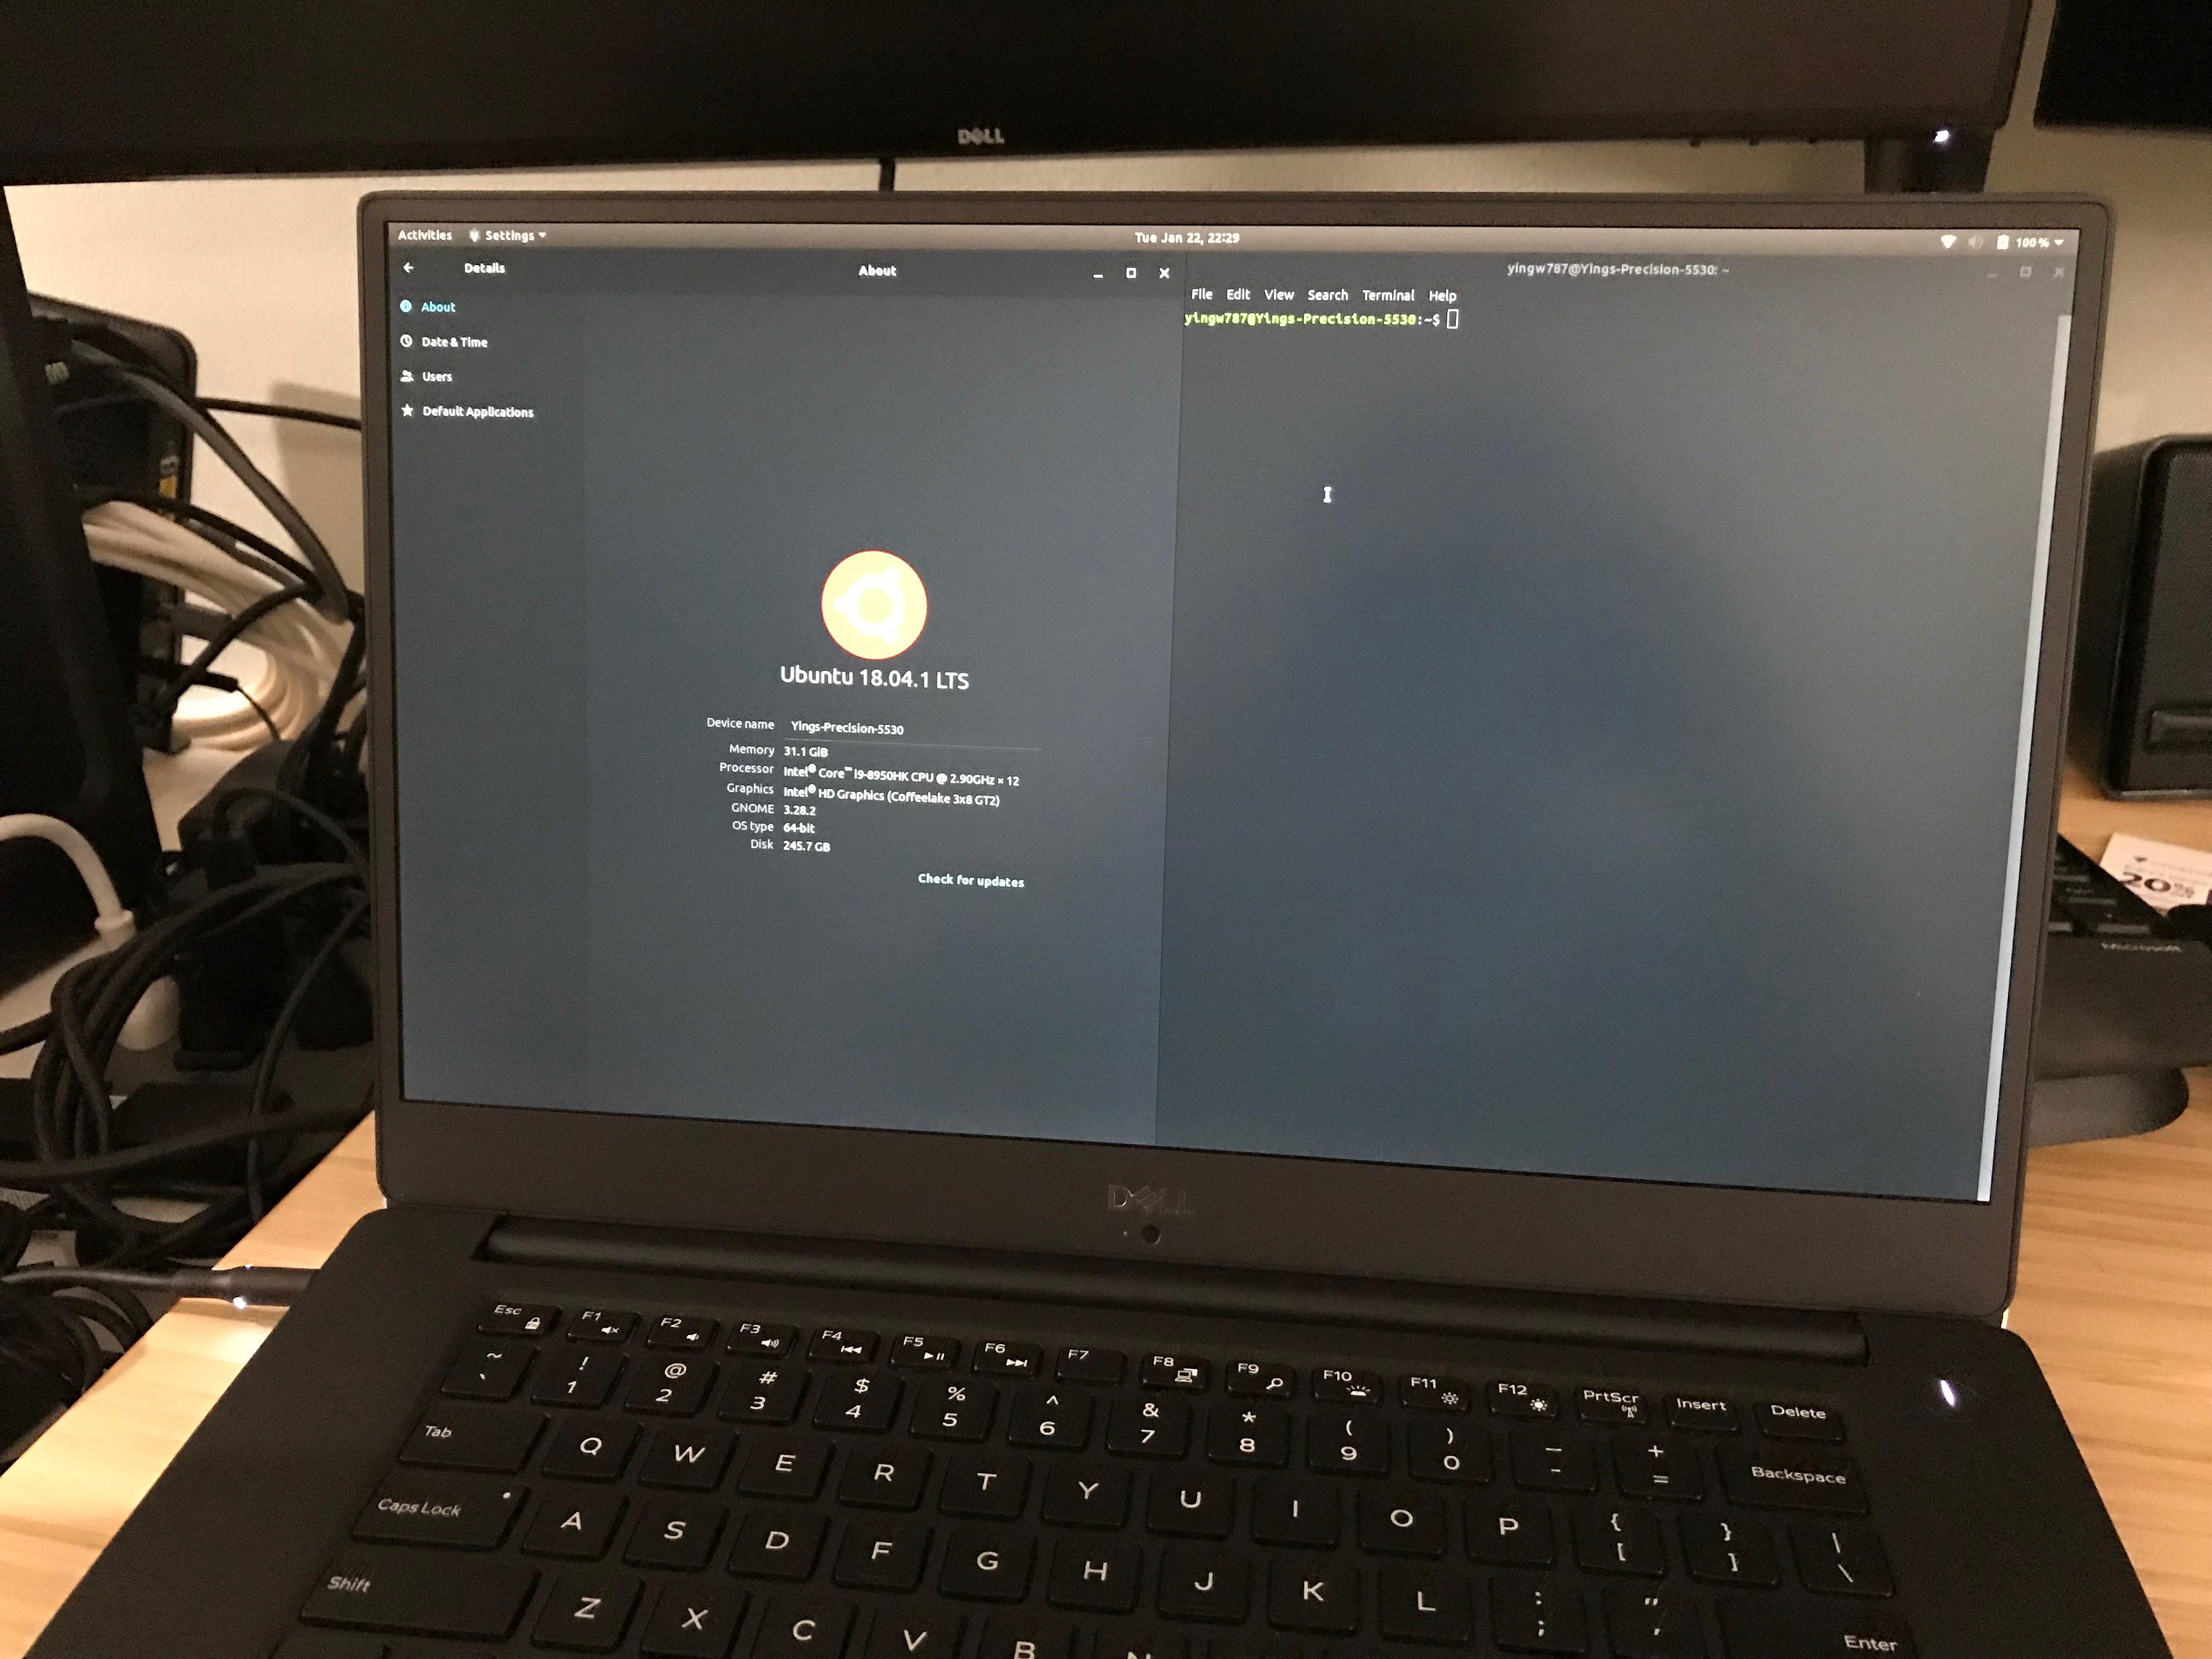 DELL
Activities Settings Tue Jan 22, 22:29 100%
Details About
About
Date & Time
Users
Default Applications
Ubuntu 18.04.1 LTS
Device name Yings-Precision-5530
Memory 31.1 GiB
Processor Intel® Core™ i9-8950HK CPU @ 2.90GHz × 12
Graphics Intel® HD Graphics (Coffeelake 3x8 GT2)
GNOME 3.28.2
OS type 64-bit
Disk 245.7 GB
Check for updates
yingw787@Yings-Precision-5530: ~
File Edit View Search Terminal Help
yingw787@Yings-Precision-5530:~$
20%
Microsoft
DELL
Esc F1 F2 F3 F4 F5 F6 F7 F8 F9 F10 F11 F12 PrtScr Insert Delete
~ ! @ # $ % ^ & * ( ) _ +
` 1 2 3 4 5 6 7 8 9 0 - = Backspace
Tab Q W E R T Y U I O P { } |
[ ] \
Caps Lock A S D F G H J K L : "
; ' Enter
Shift Z X C V B N